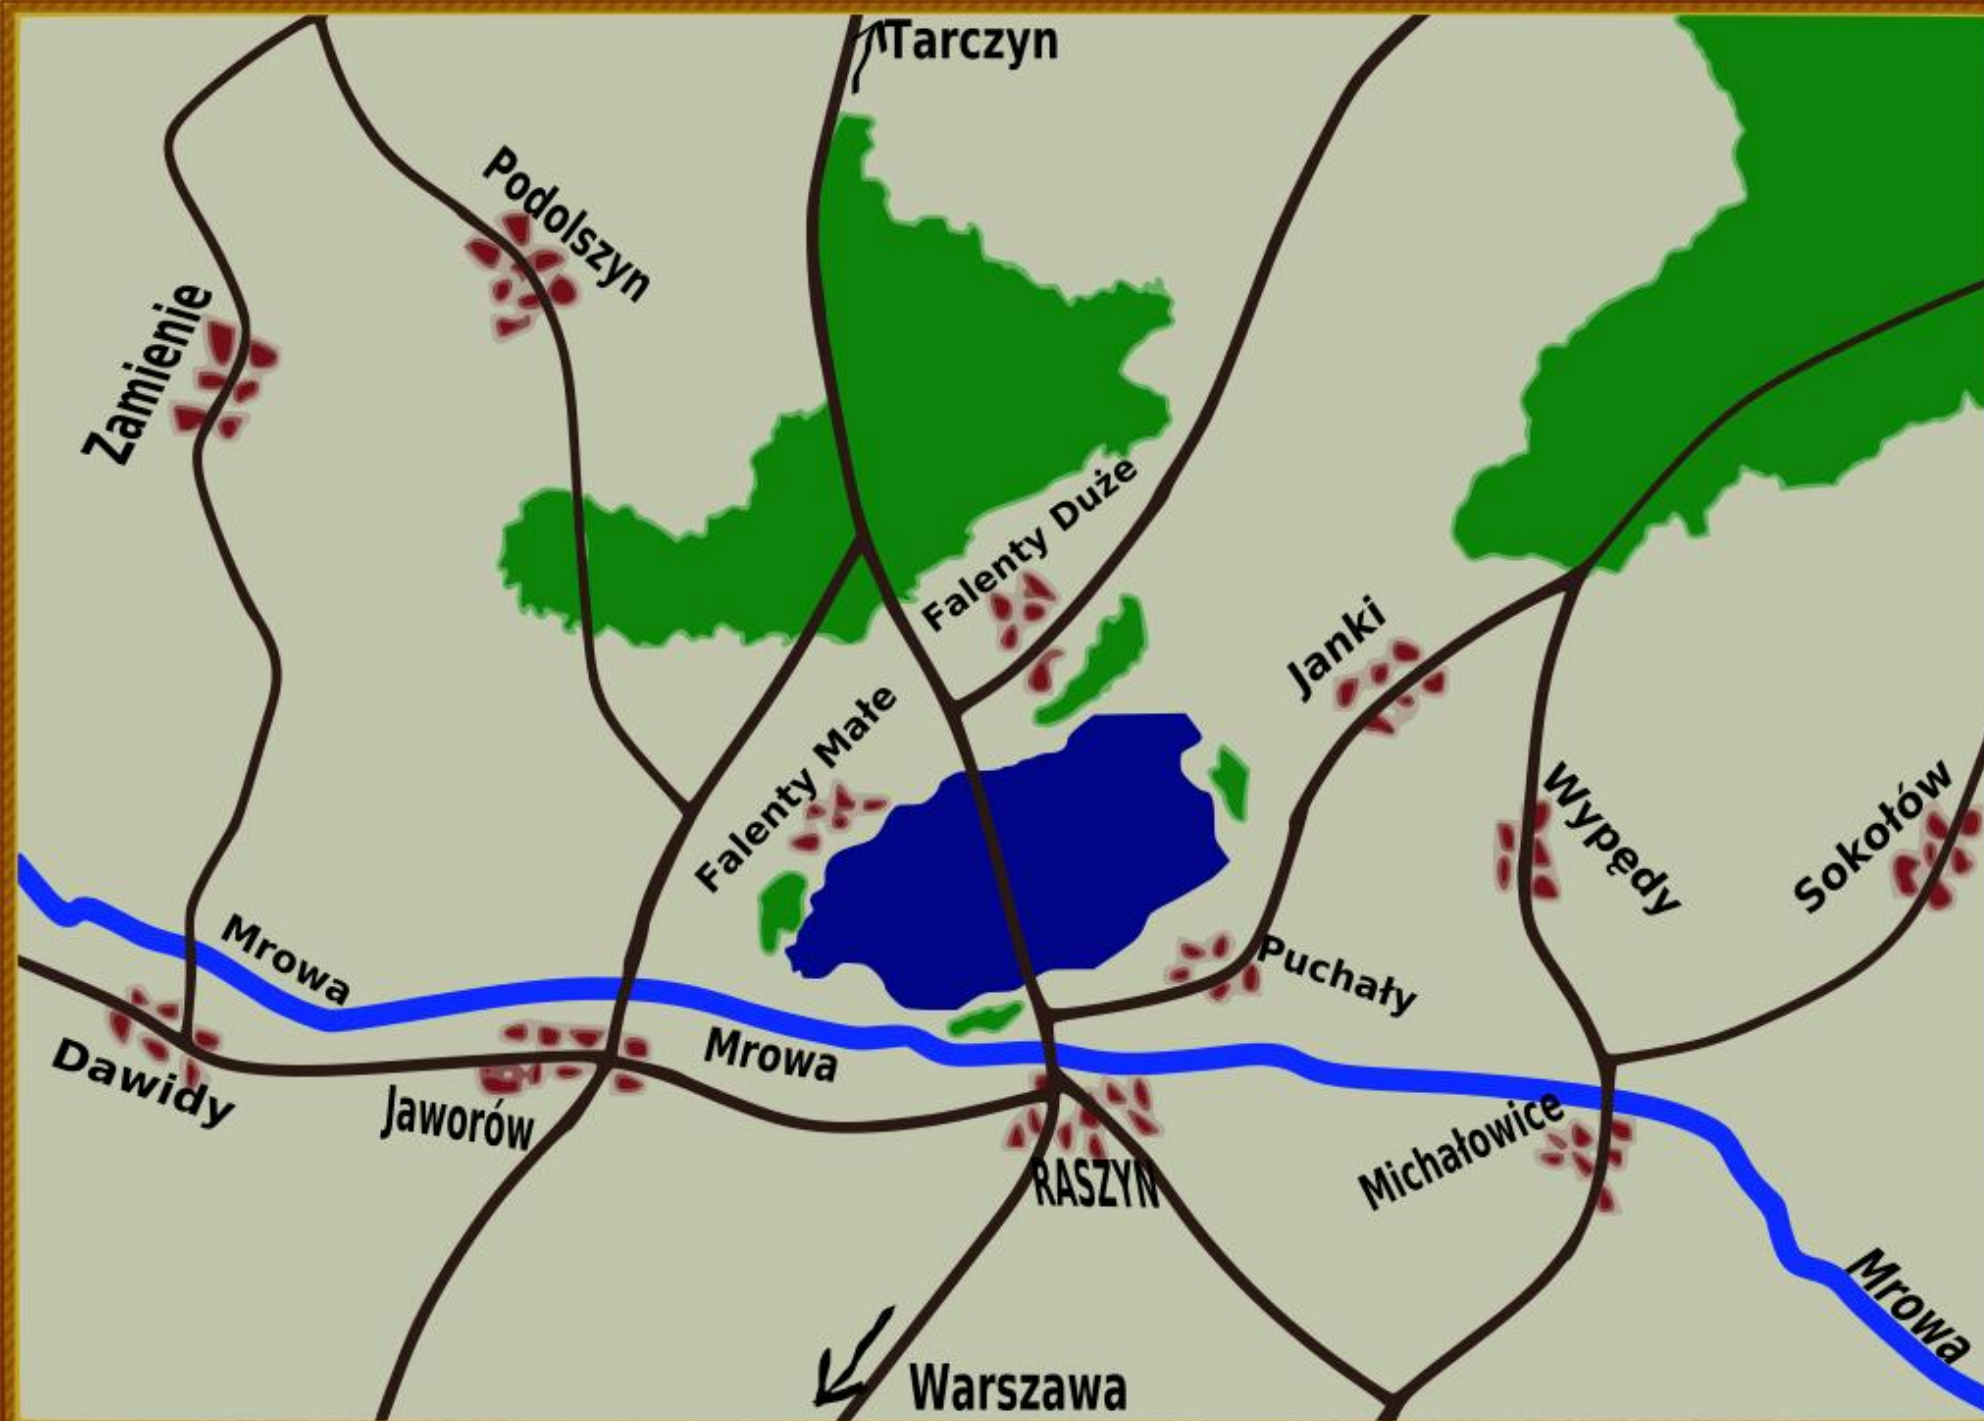 Tarczyn
Podolszyn
Zamienie
Falenty Duże
Janki
Falenty Małe
Wypędy
Sokołów
Mrowa
Puchały
Mrowa
Dawidy
Jaworów
Michałowice
RASZYN
Mrowa
Warszawa